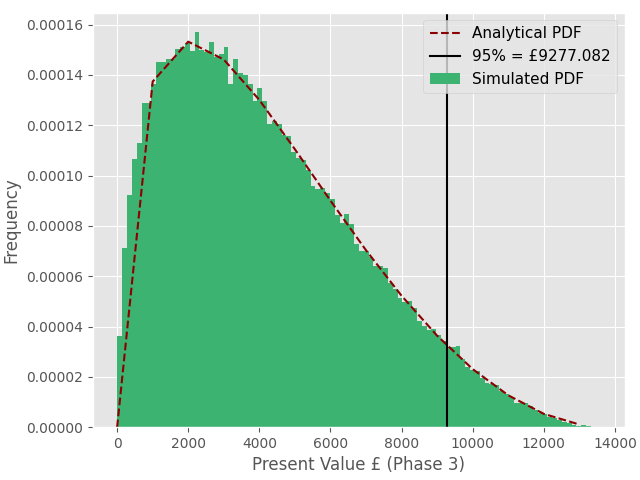 Analytical PDF
95% = £9277.082
Simulated PDF
0.00016
0.00014
0.00012
0.00010
0.00008
0.00006
0.00004
0.00002
0.00000
Frequency
0 2000 4000 6000 8000 10000 12000 14000
Present Value £ (Phase 3)